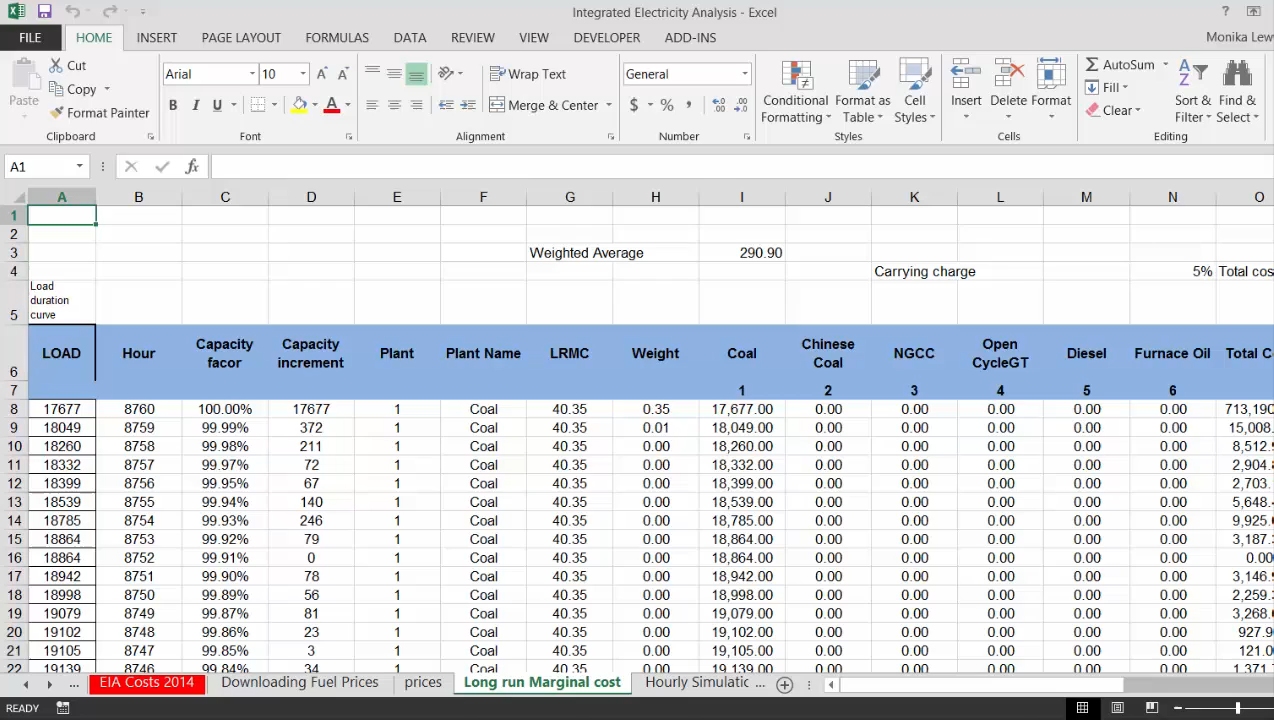 Integrated Electricity Analysis - Excel
?
FILE HOME INSERT PAGE LAYOUT FORMULAS DATA REVIEW VIEW DEVELOPER ADD-INS Monika Lew
Paste
Cut
Copy
Format Painter
Clipboard
Arial 10
B I U A
Font
Wrap Text
Merge & Center
Alignment
General
$ % ,
Number
Conditional Formatting
Format as Table
Cell Styles
Styles
Insert Delete Format
Cells
AutoSum
Fill
Clear
Sort & Filter
Find & Select
Editing
A1 fx
A B C D E F G H I J K L M N O
1
2
3 Weighted Average 290.90
4 Carrying charge 5% Total cos
5 Load duration curve
6 LOAD Hour Capacity facor Capacity increment Plant Plant Name LRMC Weight Coal Chinese Coal NGCC Open CycleGT Diesel Furnace Oil Total C
7 1 2 3 4 5 6
8 17677 8760 100.00% 17677 1 Coal 40.35 0.35 17,677.00 0.00 0.00 0.00 0.00 0.00 713,190
9 18049 8759 99.99% 372 1 Coal 40.35 0.01 18,049.00 0.00 0.00 0.00 0.00 0.00 15,008.
10 18260 8758 99.98% 211 1 Coal 40.35 0.00 18,260.00 0.00 0.00 0.00 0.00 0.00 8,512.
11 18332 8757 99.97% 72 1 Coal 40.35 0.00 18,332.00 0.00 0.00 0.00 0.00 0.00 2,904.
12 18399 8756 99.95% 67 1 Coal 40.35 0.00 18,399.00 0.00 0.00 0.00 0.00 0.00 2,703.
13 18539 8755 99.94% 140 1 Coal 40.35 0.00 18,539.00 0.00 0.00 0.00 0.00 0.00 5,648.
14 18785 8754 99.93% 246 1 Coal 40.35 0.00 18,785.00 0.00 0.00 0.00 0.00 0.00 9,925.
15 18864 8753 99.92% 79 1 Coal 40.35 0.00 18,864.00 0.00 0.00 0.00 0.00 0.00 3,187.
16 18864 8752 99.91% 0 1 Coal 40.35 0.00 18,864.00 0.00 0.00 0.00 0.00 0.00 0.00
17 18942 8751 99.90% 78 1 Coal 40.35 0.00 18,942.00 0.00 0.00 0.00 0.00 0.00 3,146.
18 18998 8750 99.89% 56 1 Coal 40.35 0.00 18,998.00 0.00 0.00 0.00 0.00 0.00 2,259.
19 19079 8749 99.87% 81 1 Coal 40.35 0.00 19,079.00 0.00 0.00 0.00 0.00 0.00 3,268.
20 19102 8748 99.86% 23 1 Coal 40.35 0.00 19,102.00 0.00 0.00 0.00 0.00 0.00 927.9
21 19105 8747 99.85% 3 1 Coal 40.35 0.00 19,105.00 0.00 0.00 0.00 0.00 0.00 121.0
22 19139 8746 99.84% 34 1 Coal 40.35 0.00 19,139.00 0.00 0.00 0.00 0.00 0.00 1,371.
... EIA Costs 2014 Downloading Fuel Prices prices Long run Marginal cost Hourly Simulatic ...
READY